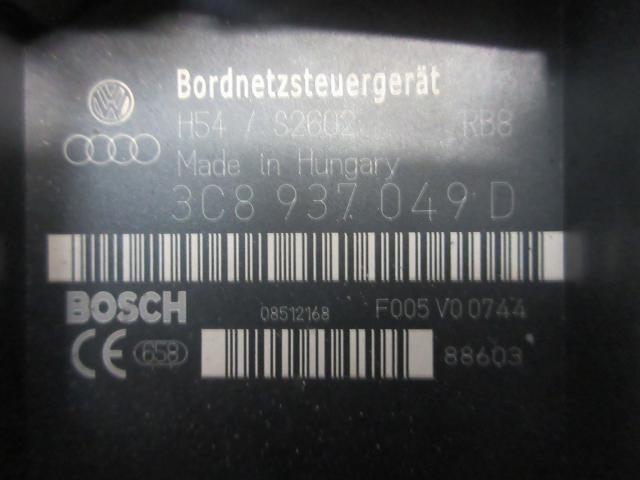 Bordnetzsteuergerät
H54 / S2602 RB8
Made in Hungary
3C8 937 049 D
BOSCH 08512168 F005 V0 0744
CE 658 88603